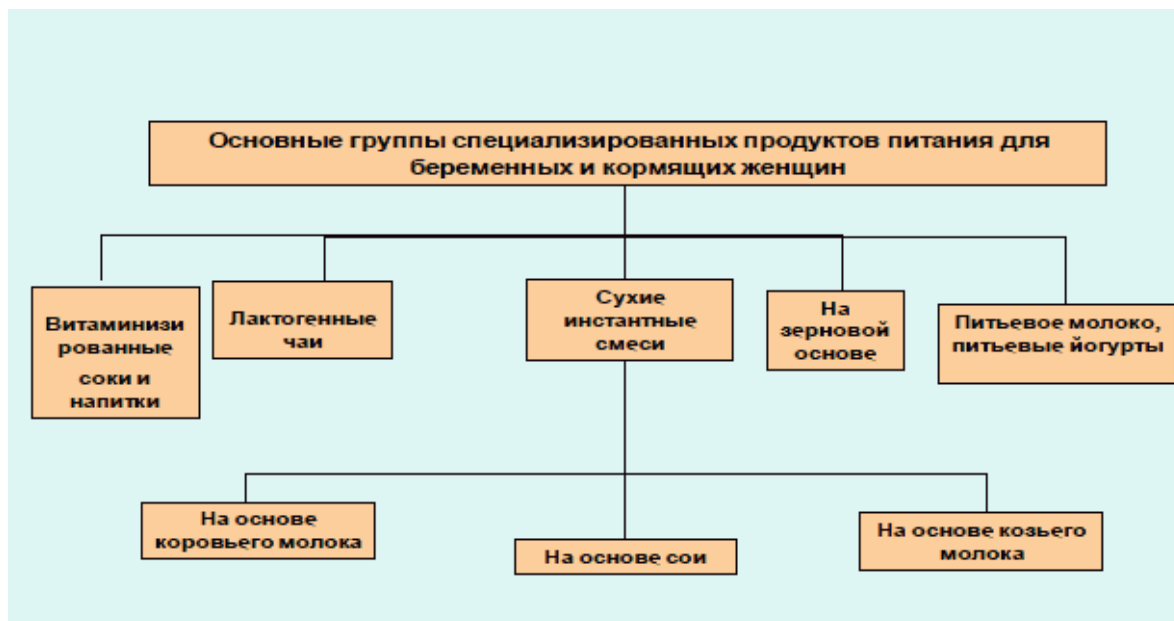 Основные группы специализированных продуктов питания для
беременных и кормящих женщин
Витаминизи
рованные
соки и
напитки
Лактогенные
чаи
Сухие
инстантные
смеси
На
зерновой
основе
Питьевое молоко,
питьевые йогурты
На основе
коровьего молока
На основе сои
На основе козьего
молока